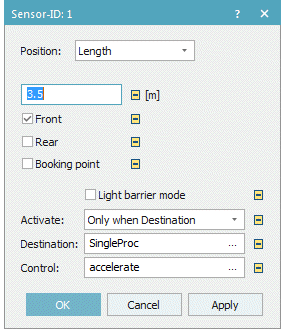 Sensor-ID: 1 ? ×
Position: Length
3.5 [m]
Front
Rear
Booking point
Light barrier mode
Activate: Only when Destination
Destination: SingleProc ...
Control: accelerate ...
OK Cancel Apply